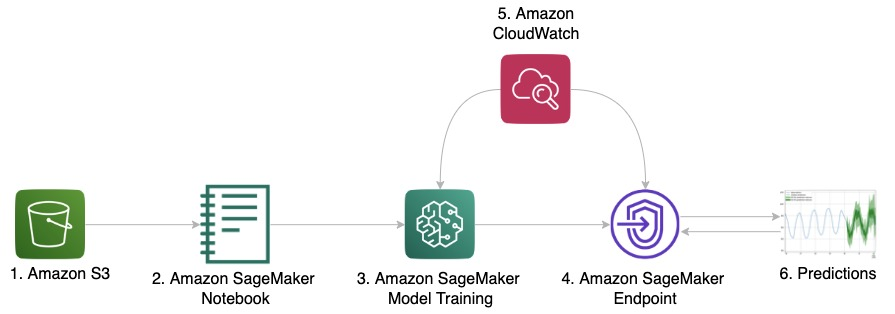 5. Amazon
CloudWatch
1. Amazon S3
2. Amazon SageMaker
Notebook
3. Amazon SageMaker
Model Training
4. Amazon SageMaker
Endpoint
6. Predictions